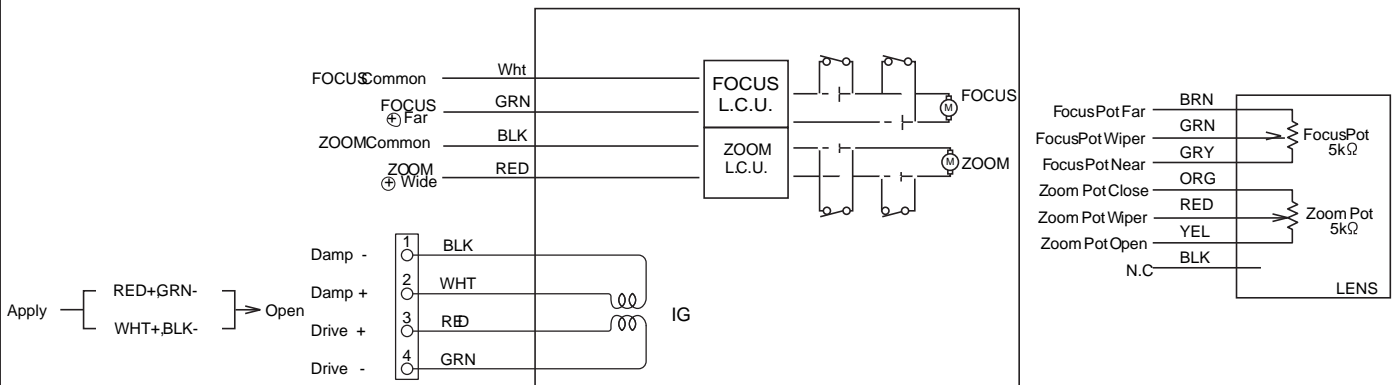 FOCUS Common Wht
FOCUS
⊕ Far GRN
ZOOM Common BLK
ZOOM
⊕ Wide RED
FOCUS
L.C.U.
ZOOM
L.C.U.
M FOCUS
M ZOOM
Damp - 1 BLK
Damp + 2 WHT
Drive + 3 RED
Drive - 4 GRN
IG
Apply
RED+,GRN-
WHT+,BLK-
Open
Focus Pot Far BRN
Focus Pot Wiper GRN
Focus Pot Near GRY
Zoom Pot Close ORG
Zoom Pot Wiper RED
Zoom Pot Open YEL
N.C BLK
Focus Pot
5kΩ
Zoom Pot
5kΩ
LENS